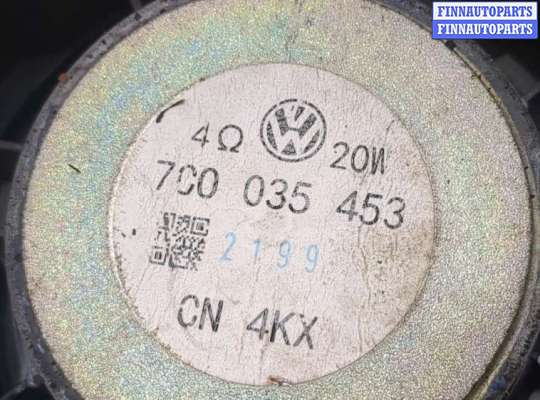 FINNAUTOPARTS
FINNAUTOPARTS
4Ω 20W
7C0 035 453
2199
CN 4KX